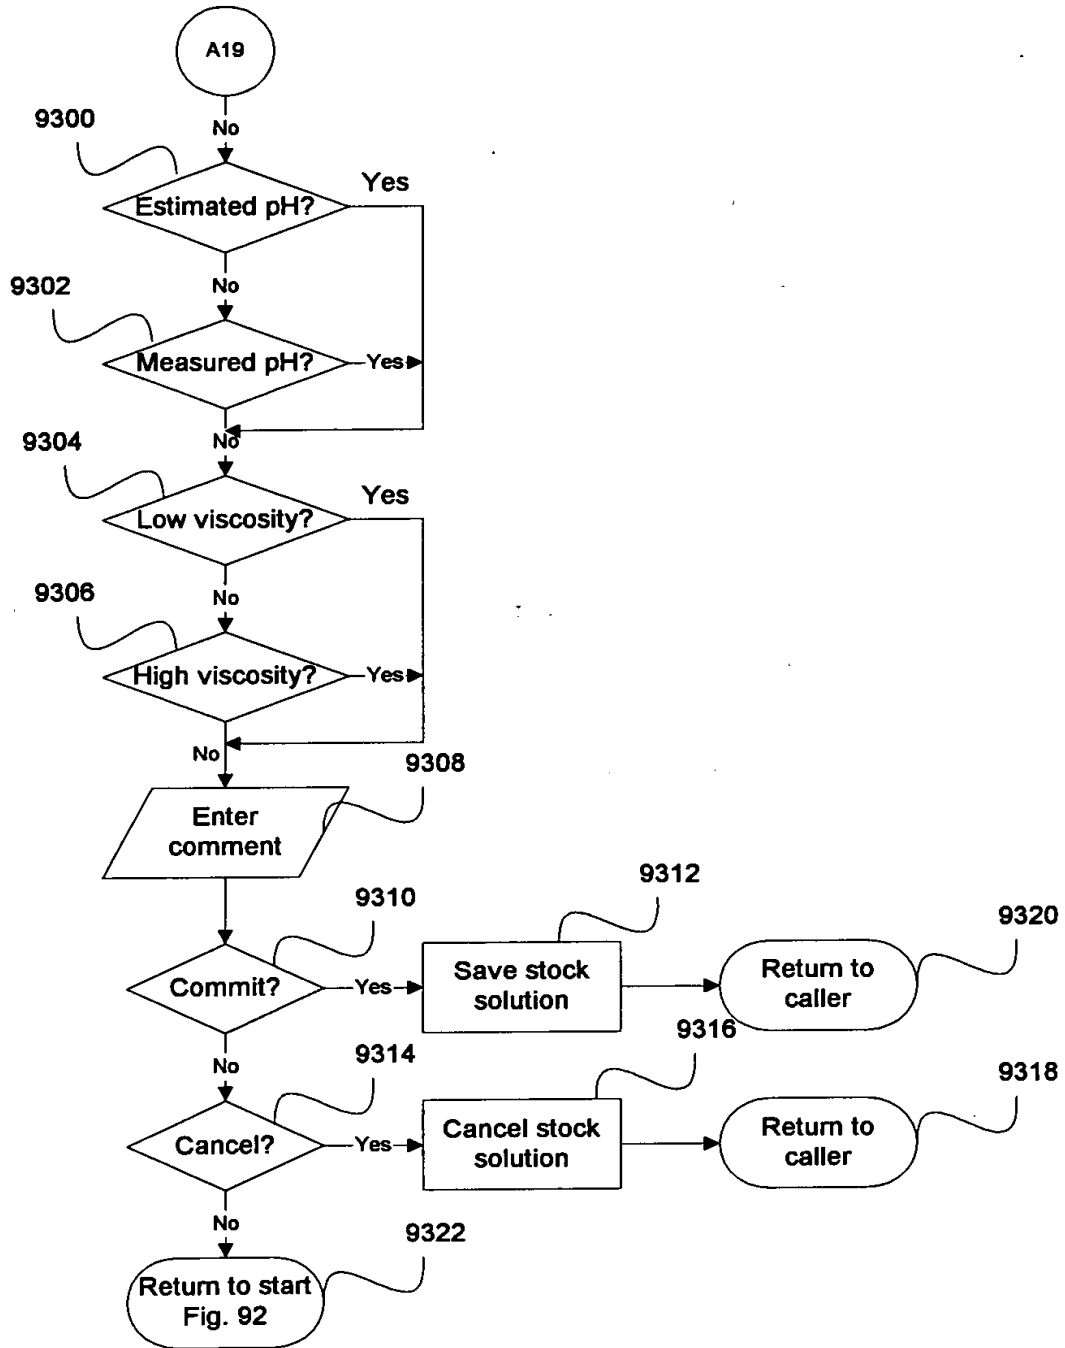 A19
No
9300
Yes
Estimated pH?
No
9302
Measured pH?
Yes
No
9304
Yes
Low viscosity?
No
9306
High viscosity?
Yes
No
9308
Enter
comment
9310
9312
9320
Commit?
Yes
Save stock
solution
Return to
caller
No
9314
9316
9318
Cancel?
Yes
Cancel stock
solution
Return to
caller
No
9322
Return to start
Fig. 92